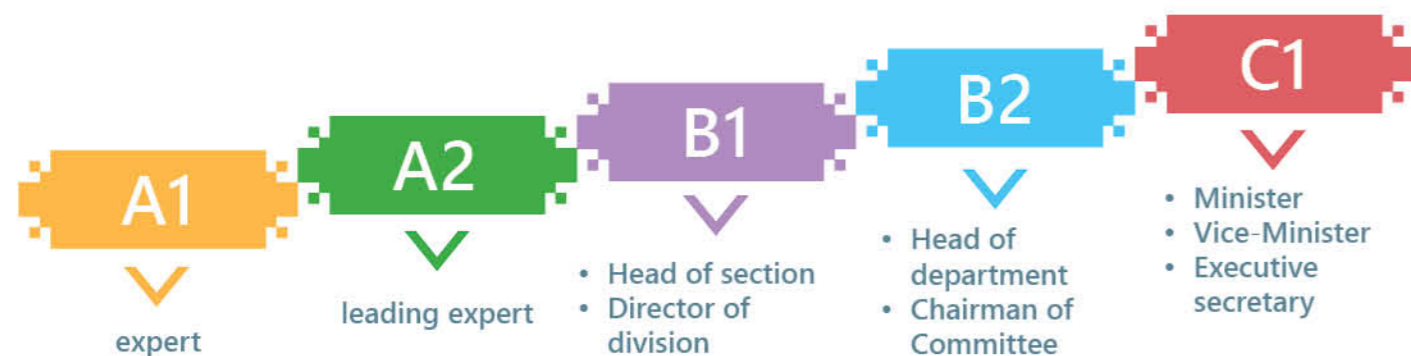 A1
expert
A2
leading expert
B1
• Head of section
• Director of
division
B2
• Head of
department
• Chairman of
Committee
C1
• Minister
• Vice-Minister
• Executive
secretary